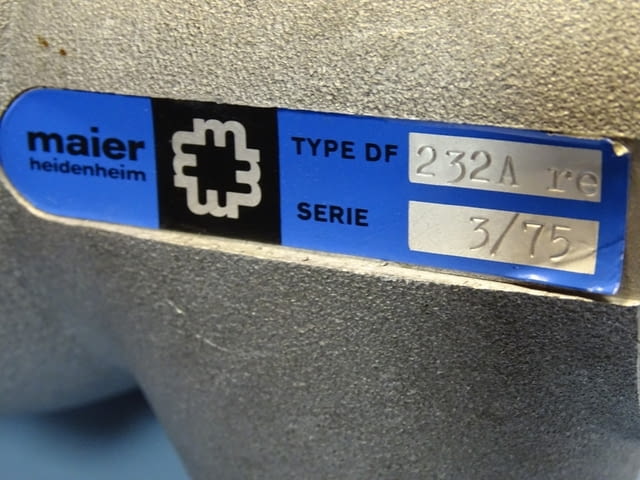 maier
heidenheim
TYPE DF 232A re
SERIE 3/75